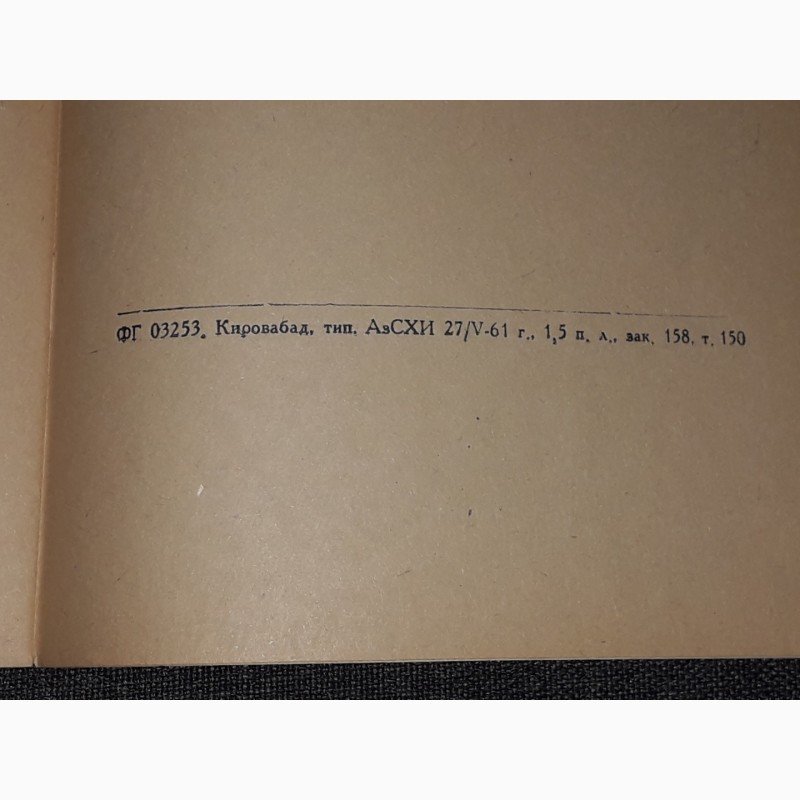 ФГ 03253. Кировабад, тип. АзСХИ 27/V-61 г., 1,5 п. л., зак. 158, т. 150